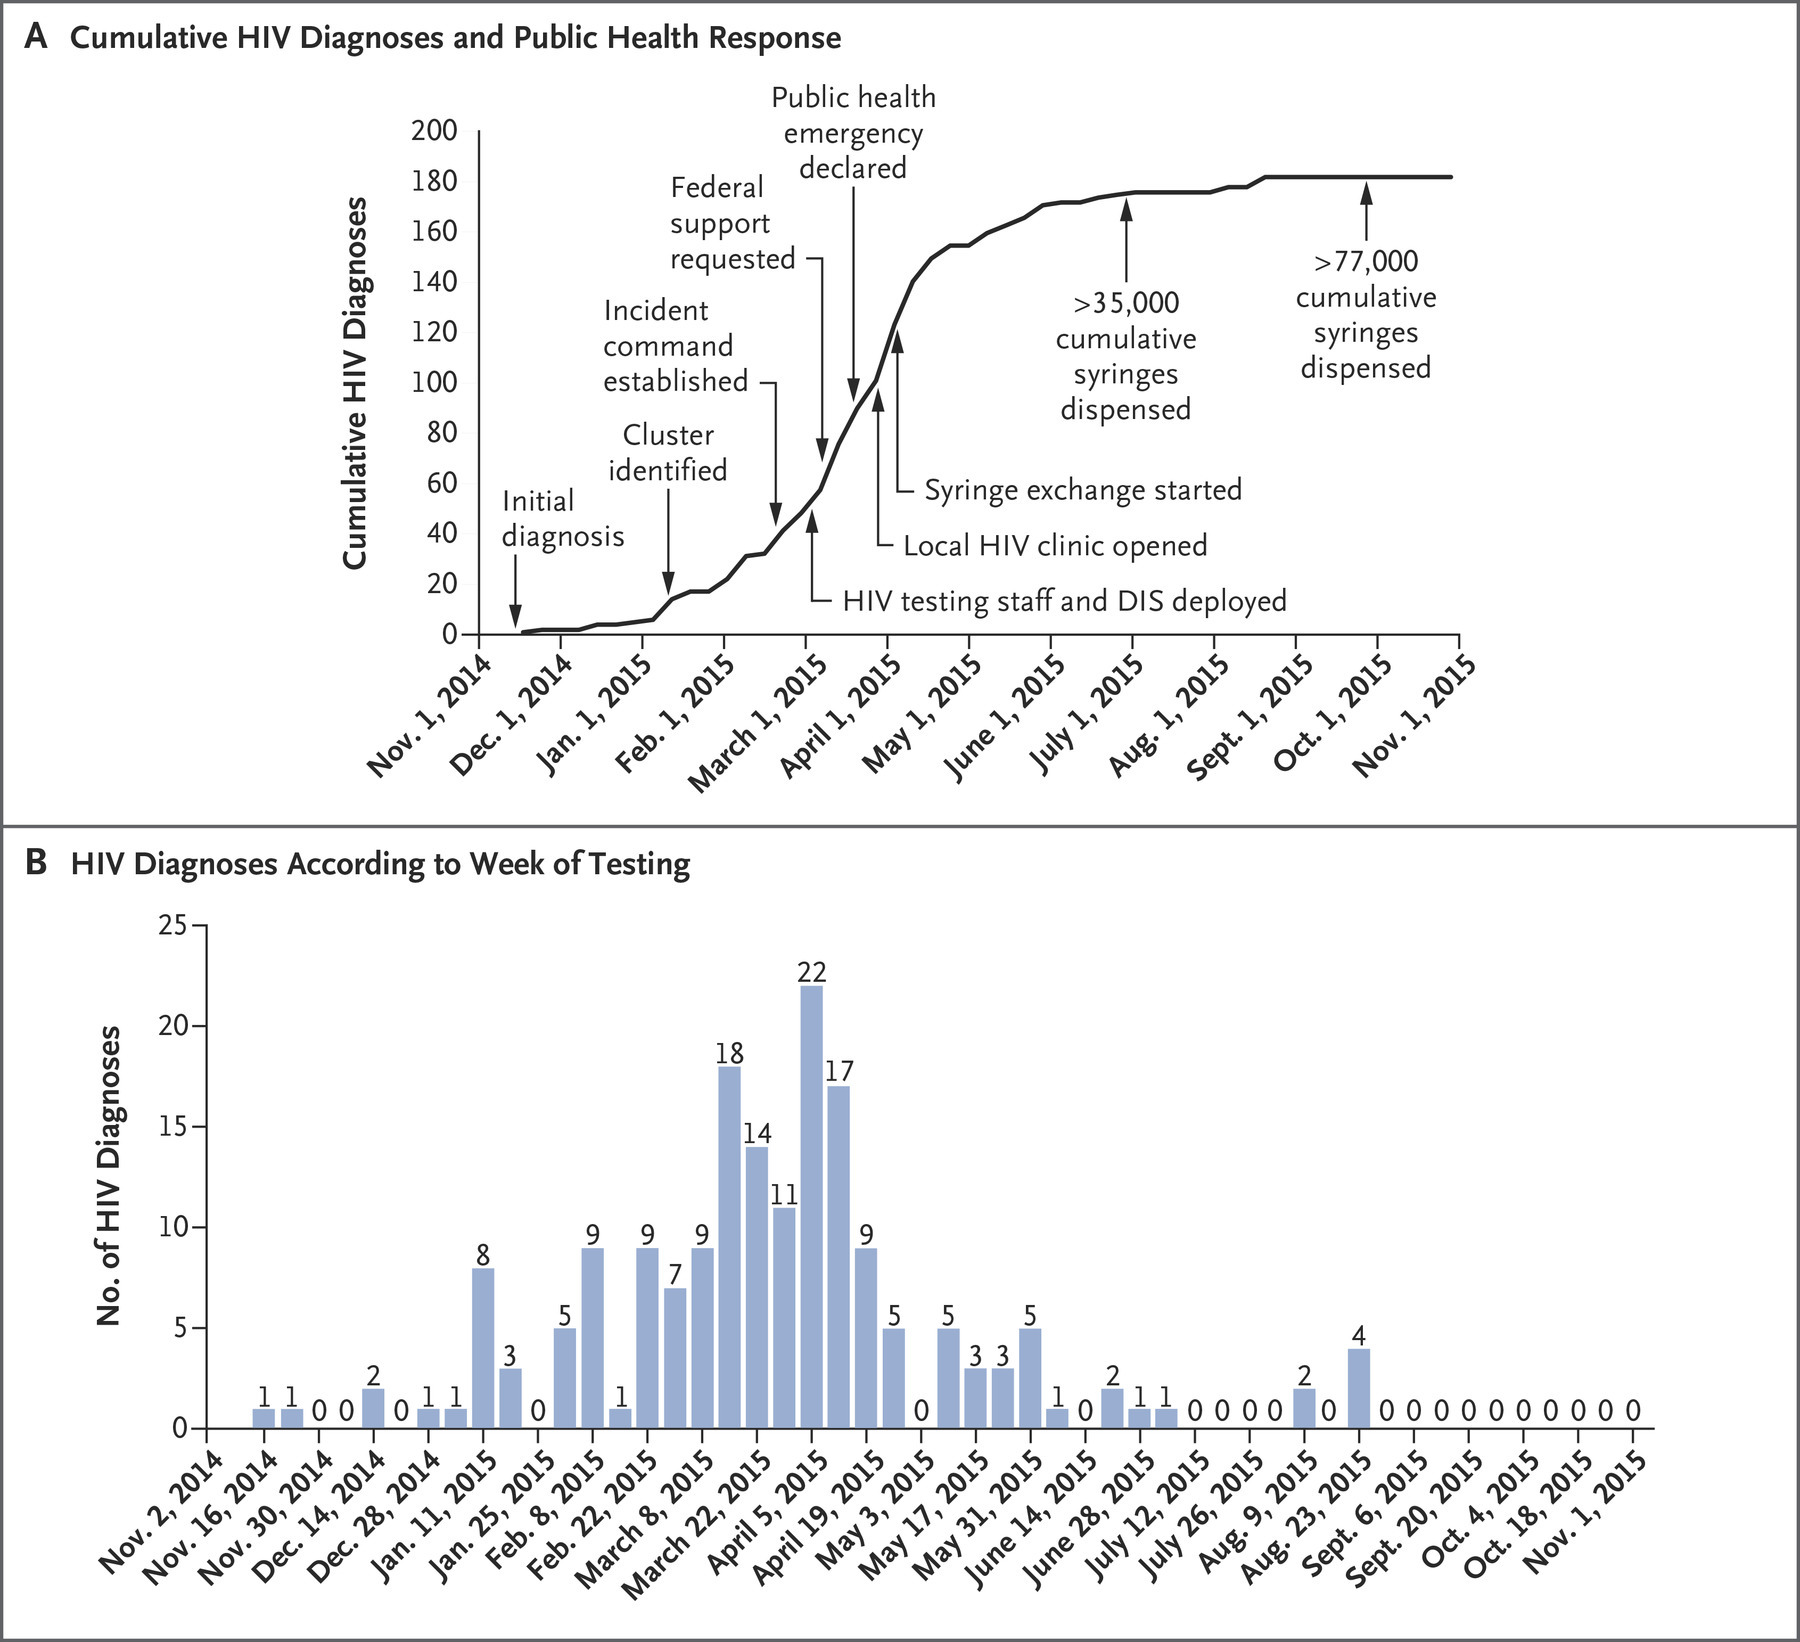 A Cumulative HIV Diagnoses and Public Health Response
Cumulative HIV Diagnoses
200
180
160
140
120
100
80
60
40
20
0
Initial
diagnosis
Cluster
identified
Incident
command
established
Federal
support
requested
Public health
emergency
declared
>35,000
cumulative
syringes
dispensed
>77,000
cumulative
syringes
dispensed
Syringe exchange started
Local HIV clinic opened
HIV testing staff and DIS deployed
Nov. 1, 2014
Dec. 1, 2014
Jan. 1, 2015
Feb. 1, 2015
March 1, 2015
April 1, 2015
May 1, 2015
June 1, 2015
July 1, 2015
Aug. 1, 2015
Sept. 1, 2015
Oct. 1, 2015
Nov. 1, 2015
B HIV Diagnoses According to Week of Testing
No. of HIV Diagnoses
25
20
15
10
5
0
1 1 0 0 2 0 1 1 8 3 0 5 9 1 9 7 9 18 14 11 22 17 9 5 0 5 3 3 5 1 0 2 1 1 0 0 0 0 2 0 4 0 0 0 0 0 0 0 0 0 0
Nov. 2, 2014
Nov. 16, 2014
Nov. 30, 2014
Dec. 14, 2014
Dec. 28, 2014
Jan. 11, 2015
Jan. 25, 2015
Feb. 8, 2015
Feb. 22, 2015
March 8, 2015
March 22, 2015
April 5, 2015
April 19, 2015
May 3, 2015
May 17, 2015
May 31, 2015
June 14, 2015
June 28, 2015
July 12, 2015
July 26, 2015
Aug. 9, 2015
Aug. 23, 2015
Sept. 6, 2015
Sept. 20, 2015
Oct. 4, 2015
Oct. 18, 2015
Nov. 1, 2015